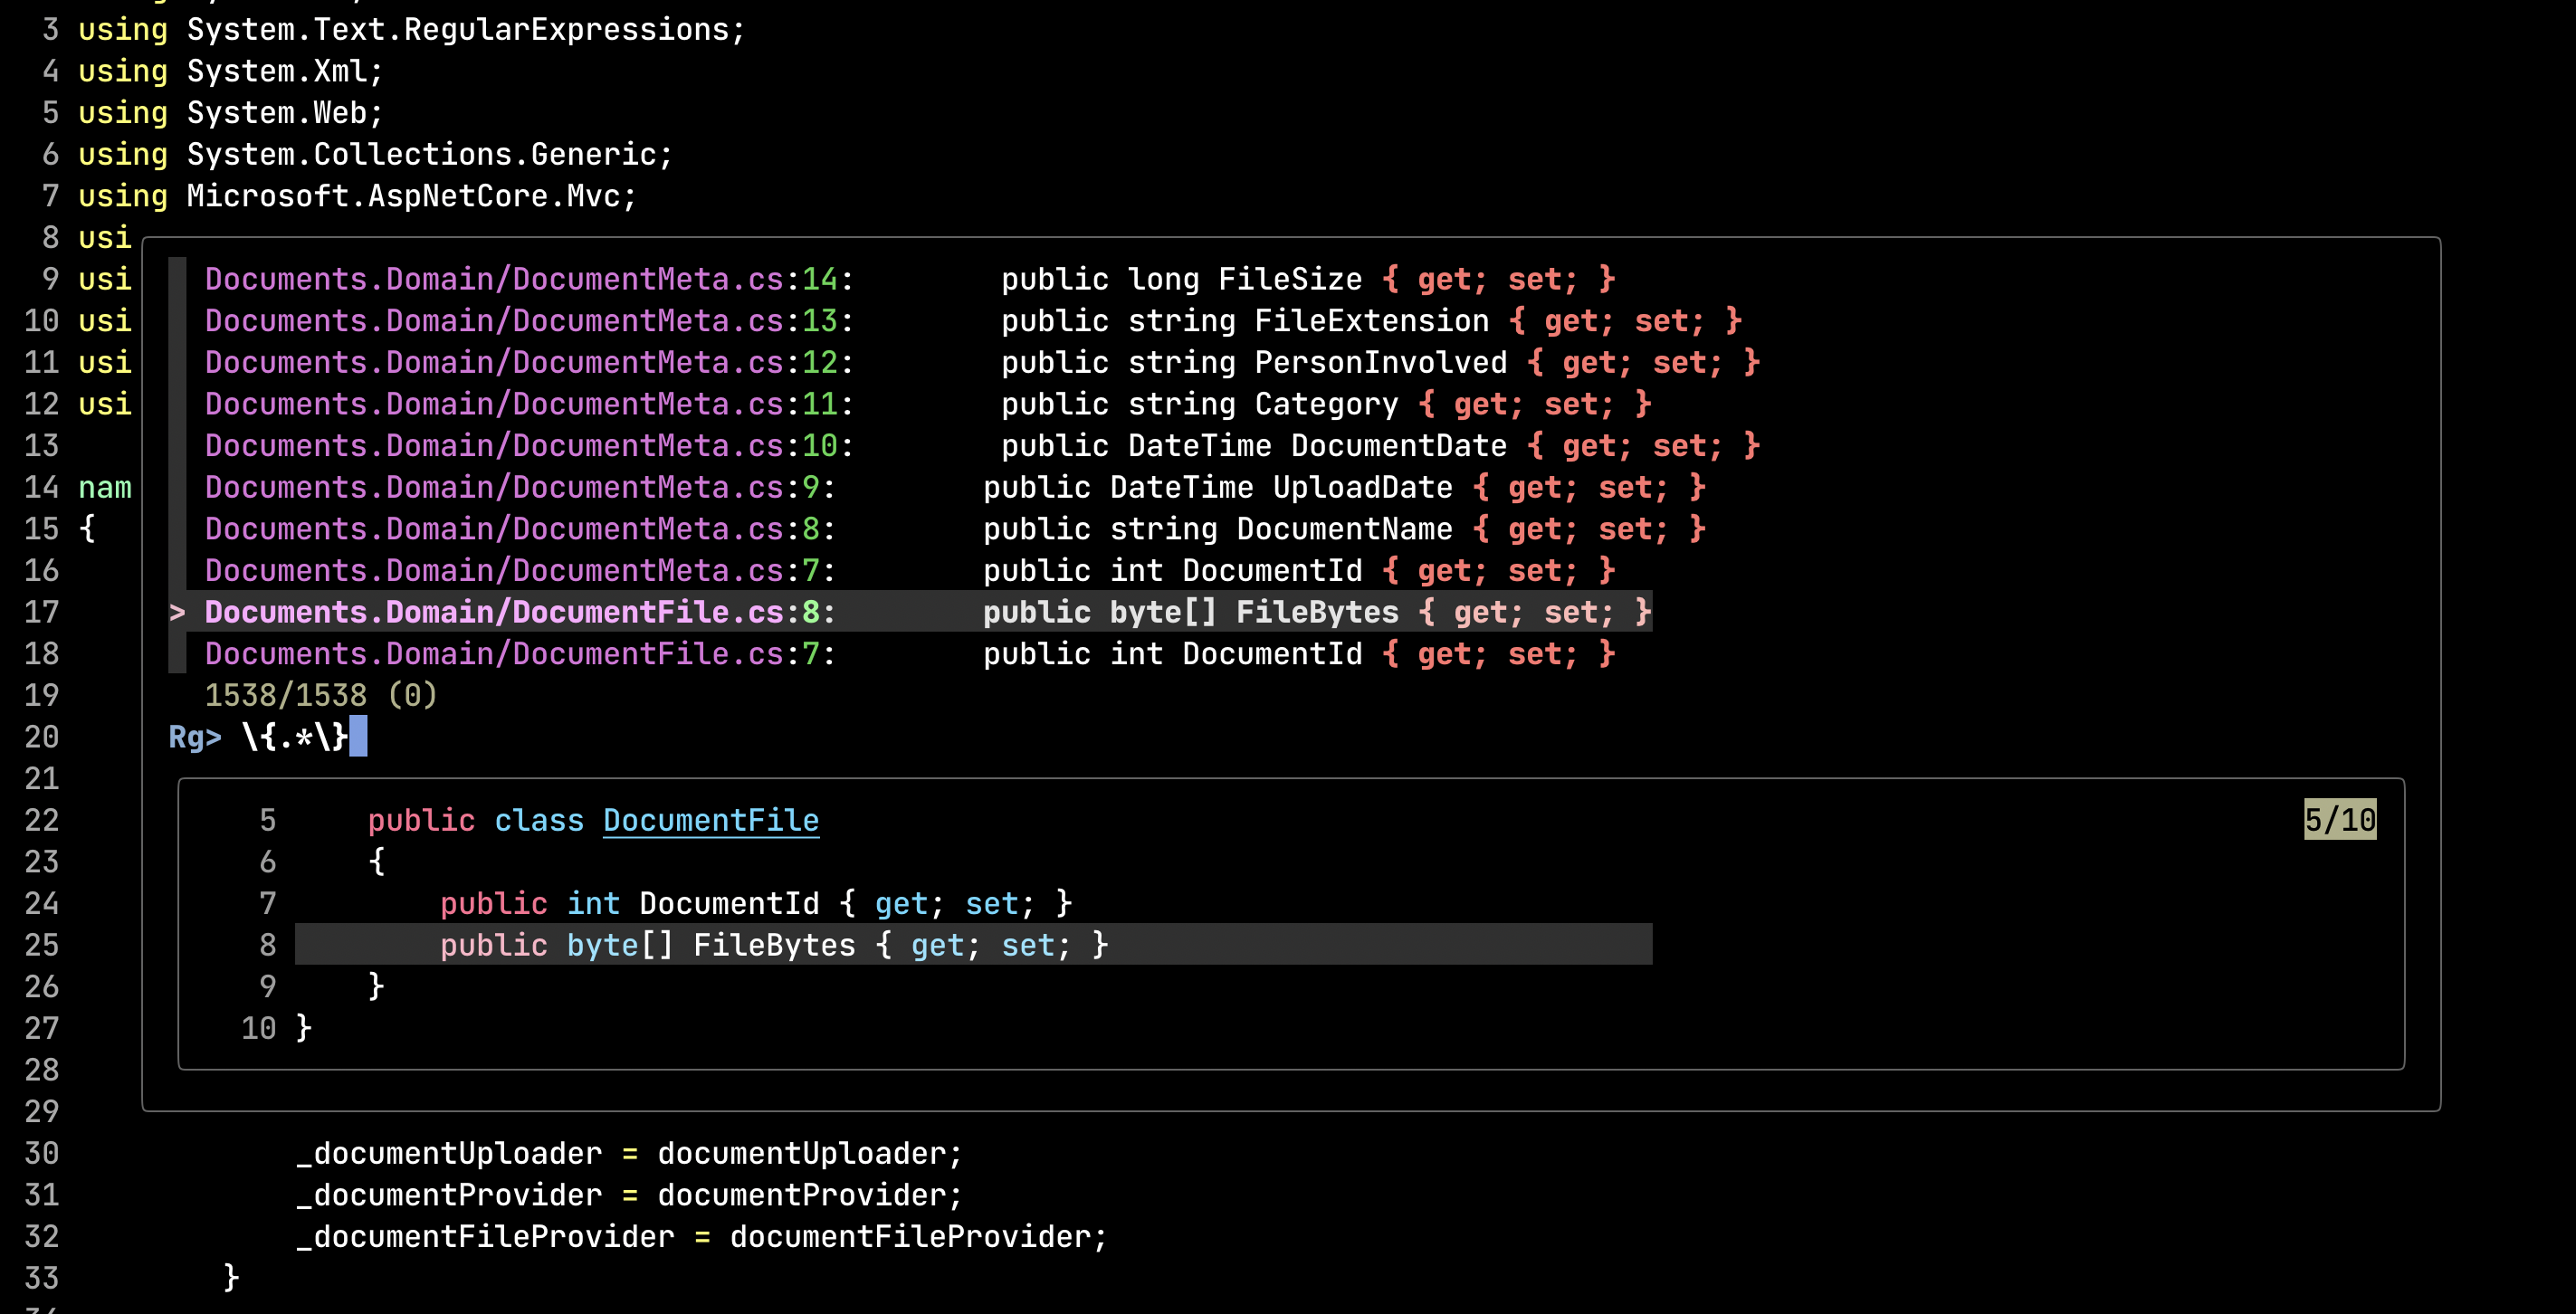 3 using System.Text.RegularExpressions;
4 using System.Xml;
5 using System.Web;
6 using System.Collections.Generic;
7 using Microsoft.AspNetCore.Mvc;
8 usi
9 usi Documents.Domain/DocumentMeta.cs:14:        public long FileSize { get; set; }
10 usi Documents.Domain/DocumentMeta.cs:13:        public string FileExtension { get; set; }
11 usi Documents.Domain/DocumentMeta.cs:12:        public string PersonInvolved { get; set; }
12 usi Documents.Domain/DocumentMeta.cs:11:        public string Category { get; set; }
13 Documents.Domain/DocumentMeta.cs:10:        public DateTime DocumentDate { get; set; }
14 nam Documents.Domain/DocumentMeta.cs:9:        public DateTime UploadDate { get; set; }
15 { Documents.Domain/DocumentMeta.cs:8:        public string DocumentName { get; set; }
16 Documents.Domain/DocumentMeta.cs:7:        public int DocumentId { get; set; }
17 > Documents.Domain/DocumentFile.cs:8:        public byte[] FileBytes { get; set; }
18 Documents.Domain/DocumentFile.cs:7:        public int DocumentId { get; set; }
19 1538/1538 (0)
20 Rg> \{.*\}
21
22 5     public class DocumentFile 5/10
23 6     {
24 7         public int DocumentId { get; set; }
25 8         public byte[] FileBytes { get; set; }
26 9     }
27 10 }
28
29
30             _documentUploader = documentUploader;
31             _documentProvider = documentProvider;
32             _documentFileProvider = documentFileProvider;
33         }